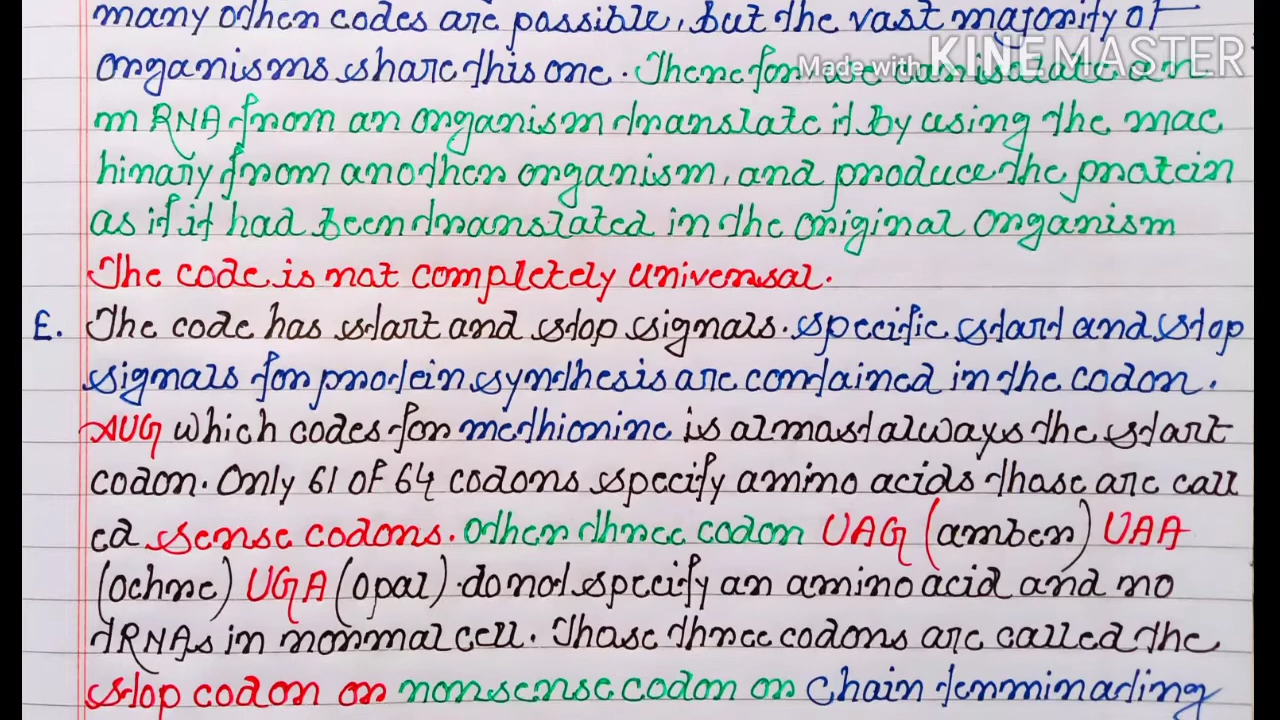 many other codes are possible, but the vast majority of
organisms share this one. Therefore we can isolate an
Made with KINEMASTER
m RNA from an organism translate it by using the mac
hinary from another organism, and produce the protein
as if it had been translated in the original organism
The code is not completely universal.
E. The code has start and stop signals. specific start and stop
signals for protein synthesis are contained in the codon.
AUG which codes for methionine is almost always the start
codon. Only 61 of 64 codons specify amino acids those are call
ed sense codons. Other three codon UAG (amber) UAA
(ochre) UGA (opal). do not specify an amino acid and no
tRNAs in normal cell. Those three codons are called the
stop codon or nonsense codon or chain terminating